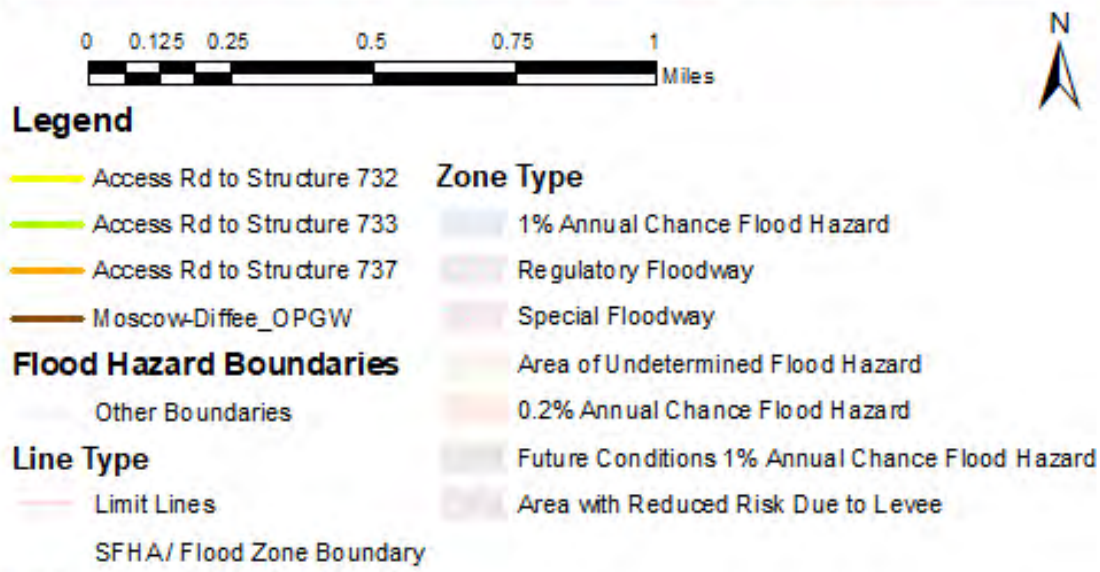 0 0.125 0.25 0.5 0.75 1
Miles
N
Legend
Access Rd to Structure 732
Access Rd to Structure 733
Access Rd to Structure 737
Moscow-Diffee_OPGW
Flood Hazard Boundaries
Other Boundaries
Line Type
Limit Lines
SFHA / Flood Zone Boundary
Zone Type
1% Annual Chance Flood Hazard
Regulatory Floodway
Special Floodway
Area of Undetermined Flood Hazard
0.2% Annual Chance Flood Hazard
Future Conditions 1% Annual Chance Flood Hazard
Area with Reduced Risk Due to Levee